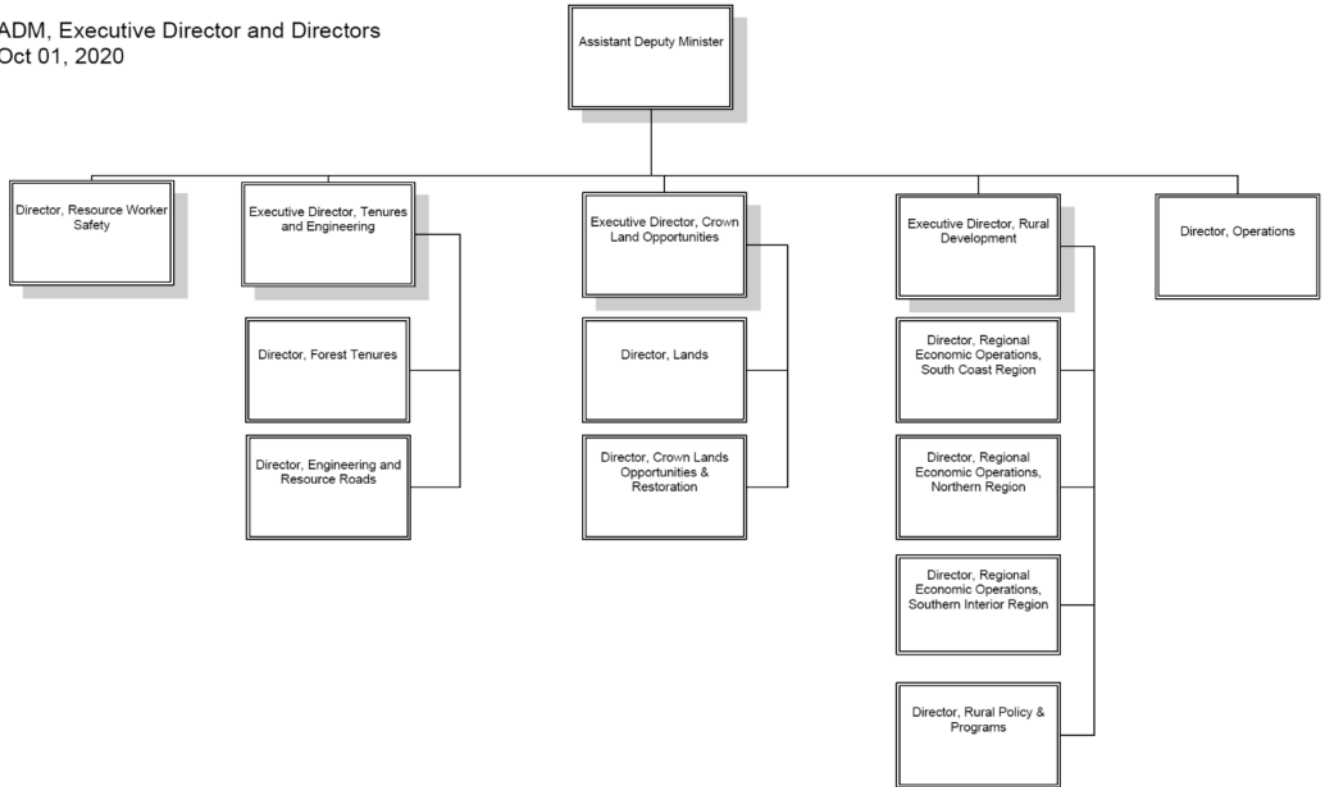 ADM, Executive Director and Directors
Oct 01, 2020
Assistant Deputy Minister
Director, Resource Worker
Safety
Executive Director, Tenures
and Engineering
Executive Director, Crown
Land Opportunities
Executive Director, Rural
Development
Director, Operations
Director, Forest Tenures
Director, Lands
Director, Regional
Economic Operations,
South Coast Region
Director, Engineering and
Resource Roads
Director, Crown Lands
Opportunities &
Restoration
Director, Regional
Economic Operations,
Northern Region
Director, Regional
Economic Operations,
Southern Interior Region
Director, Rural Policy &
Programs